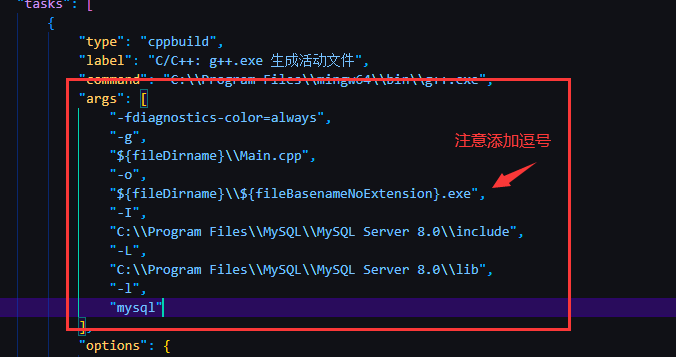 "tasks": [
{
"type": "cppbuild",
"label": "C/C++: g++.exe 生成活动文件",
"command": "C:\\Program Files\\mingw64\\bin\\g++.exe",
"args": [
"-fdiagnostics-color=always",
"-g",
"${fileDirname}\\Main.cpp",
注意添加逗号
"-o",
"${fileDirname}\\${fileBasenameNoExtension}.exe",
"-I",
"C:\\Program Files\\MySQL\\MySQL Server 8.0\\include",
"-L",
"C:\\Program Files\\MySQL\\MySQL Server 8.0\\lib",
"-l",
"mysql"
],
"options": {